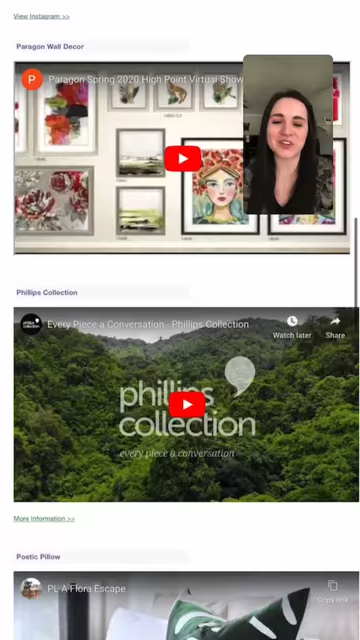 View Instagram >>
Paragon Wall Decor
P
Paragon Spring 2020 High Point Virtual Show
Phillips Collection
Every Piece a Conversation - Phillips Collection
Watch later
Share
phillips
collection
every piece a conversation
More Information >>
Poetic Pillow
PL A Flora Escape
Copy link